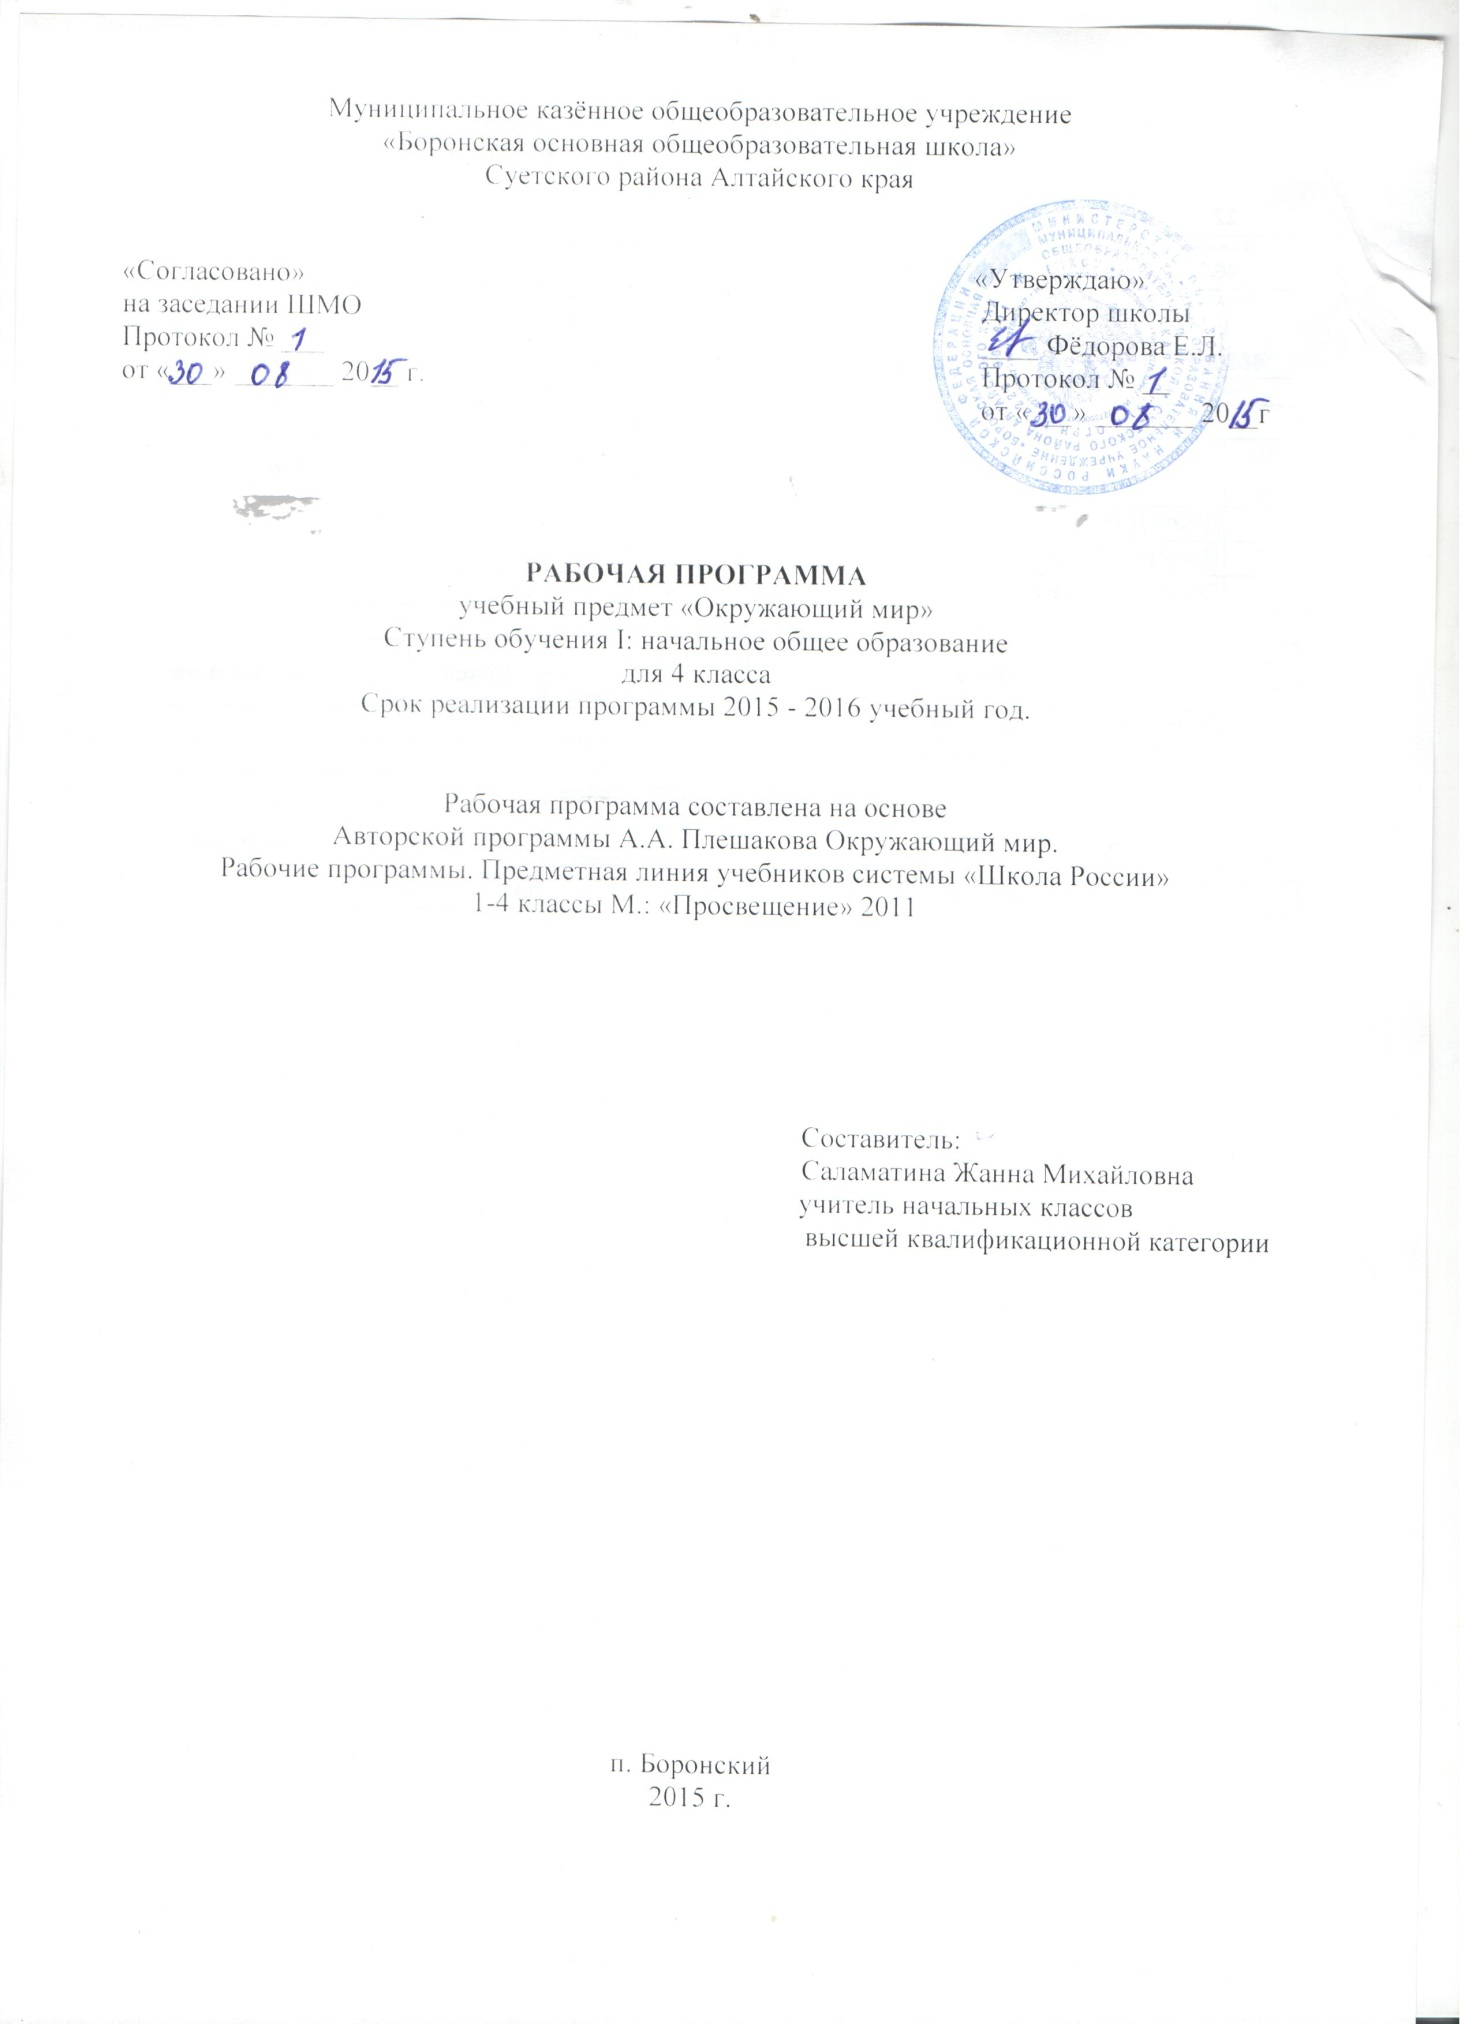 Муниципальное казённое общеобразовательное учреждение
«Боронская основная общеобразовательная школа»
Суетского района Алтайского края
«Согласовано»
на заседании ШМО
Протокол № 1
от «30» 08 2015 г.
«Утверждаю»
Директор школы
Фёдорова Е.Л.
Протокол № 1
от «30» 08 2015г
РАБОЧАЯ ПРОГРАММА
учебный предмет «Окружающий мир»
Ступень обучения I: начальное общее образование
для 4 класса
Срок реализации программы 2015 - 2016 учебный год.
Рабочая программа составлена на основе
Авторской программы А.А. Плешакова Окружающий мир.
Рабочие программы. Предметная линия учебников системы «Школа России»
1-4 классы М.: «Просвещение» 2011
Составитель:
Саламатина Жанна Михайловна
учитель начальных классов
высшей квалификационной категории
п. Боронский
2015 г.